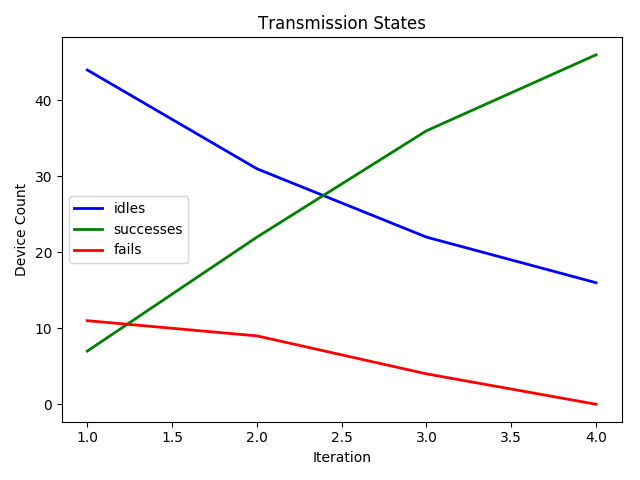 Transmission States
Device Count
40
30
20
10
0
idles
successes
fails
1.0 1.5 2.0 2.5 3.0 3.5 4.0
Iteration